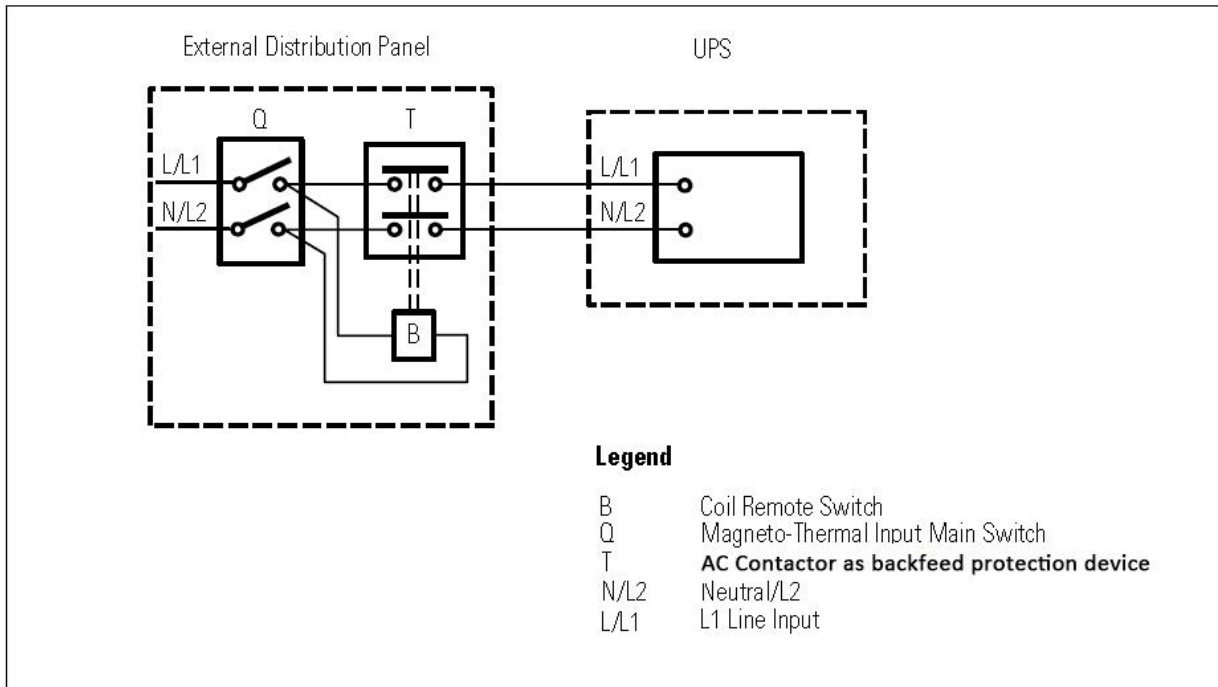 External Distribution Panel
UPS
Q
T
L/L1
N/L2
L/L1
N/L2
B
Legend
B Coil Remote Switch
Q Magneto-Thermal Input Main Switch
T AC Contactor as backfeed protection device
N/L2 Neutral/L2
L/L1 L1 Line Input